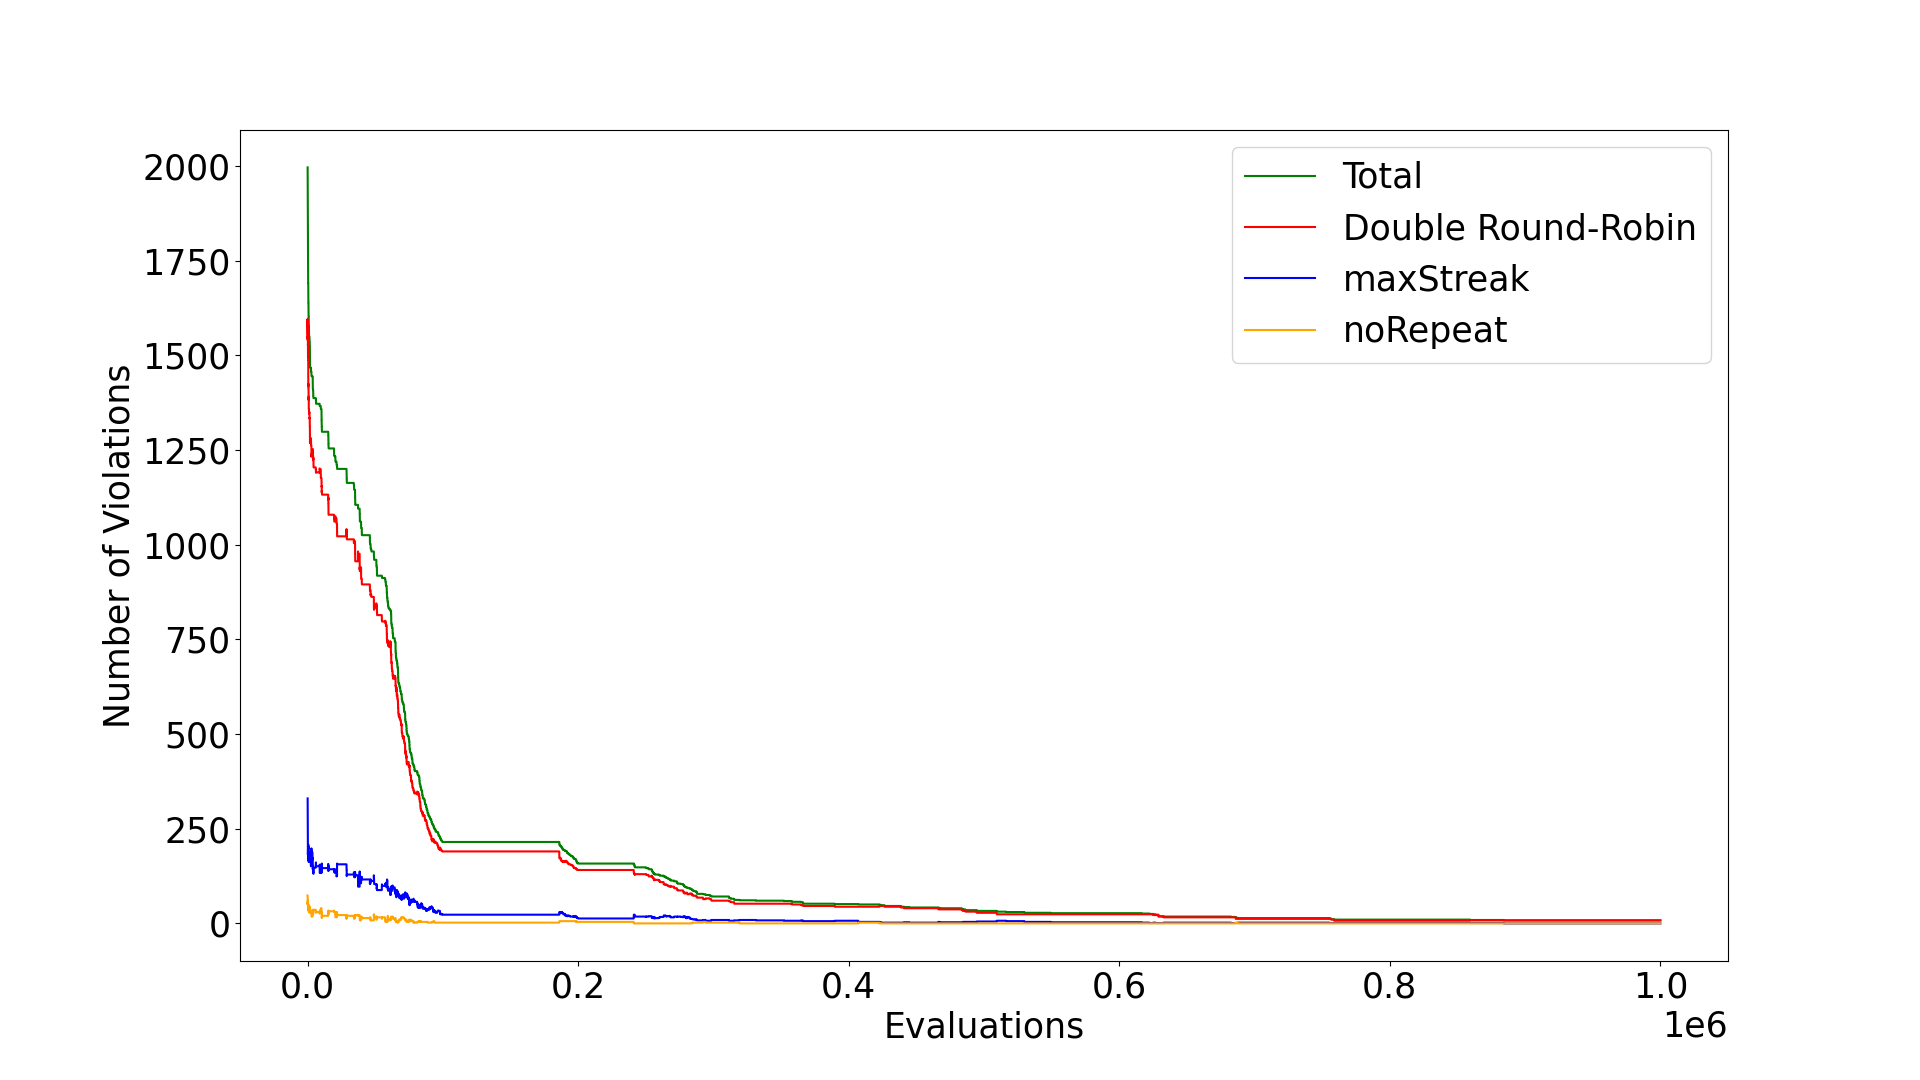 Total
Double Round-Robin
maxStreak
noRepeat
Number of Violations
2000
1750
1500
1250
1000
750
500
250
0
0.0 0.2 0.4 0.6 0.8 1.0
Evaluations
1e6